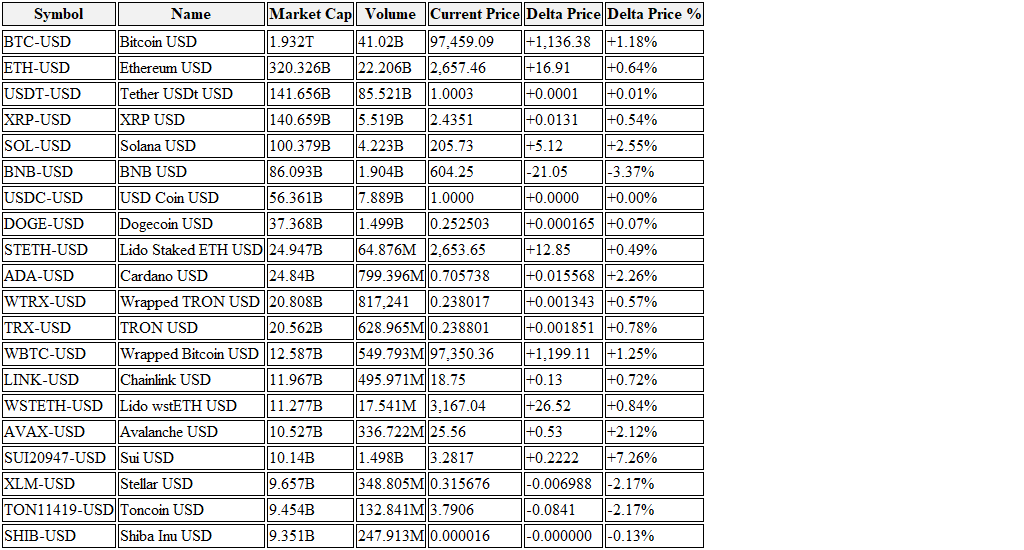 Symbol Name Market Cap Volume Current Price Delta Price Delta Price %
BTC-USD Bitcoin USD 1.932T 41.02B 97,459.09 +1,136.38 +1.18%
ETH-USD Ethereum USD 320.326B 22.206B 2,657.46 +16.91 +0.64%
USDT-USD Tether USDt USD 141.656B 85.521B 1.0003 +0.0001 +0.01%
XRP-USD XRP USD 140.659B 5.519B 2.4351 +0.0131 +0.54%
SOL-USD Solana USD 100.379B 4.223B 205.73 +5.12 +2.55%
BNB-USD BNB USD 86.093B 1.904B 604.25 -21.05 -3.37%
USDC-USD USD Coin USD 56.361B 7.889B 1.0000 +0.0000 +0.00%
DOGE-USD Dogecoin USD 37.368B 1.499B 0.252503 +0.000165 +0.07%
STETH-USD Lido Staked ETH USD 24.947B 64.876M 2,653.65 +12.85 +0.49%
ADA-USD Cardano USD 24.84B 799.396M 0.705738 +0.015568 +2.26%
WTRX-USD Wrapped TRON USD 20.808B 817,241 0.238017 +0.001343 +0.57%
TRX-USD TRON USD 20.562B 628.965M 0.238801 +0.001851 +0.78%
WBTC-USD Wrapped Bitcoin USD 12.587B 549.793M 97,350.36 +1,199.11 +1.25%
LINK-USD Chainlink USD 11.967B 495.971M 18.75 +0.13 +0.72%
WSTETH-USD Lido wstETH USD 11.277B 17.541M 3,167.04 +26.52 +0.84%
AVAX-USD Avalanche USD 10.527B 336.722M 25.56 +0.53 +2.12%
SUI20947-USD Sui USD 10.14B 1.498B 3.2817 +0.2222 +7.26%
XLM-USD Stellar USD 9.657B 348.805M 0.315676 -0.006988 -2.17%
TON11419-USD Toncoin USD 9.454B 132.841M 3.7906 -0.0841 -2.17%
SHIB-USD Shiba Inu USD 9.351B 247.913M 0.000016 -0.000000 -0.13%